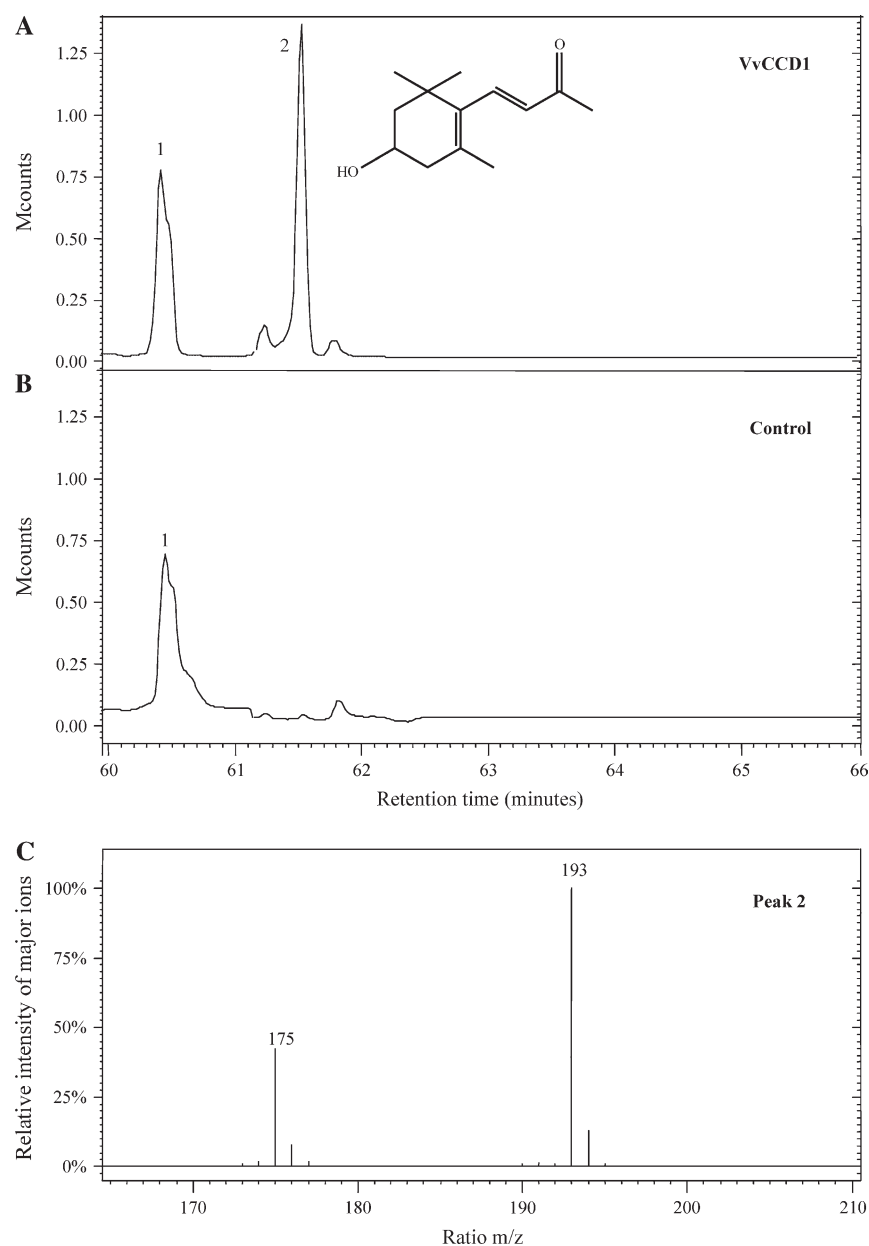 A
VvCCD1
Mcounts
1.25
1.00
0.75
0.50
0.25
0.00
1
2
O
HO
B
Control
Mcounts
1.25
1.00
0.75
0.50
0.25
0.00
1
60 61 62 63 64 65 66
Retention time (minutes)
C
Peak 2
Relative intensity of major ions
100%
75%
50%
25%
0%
175
193
170 180 190 200 210
Ratio m/z